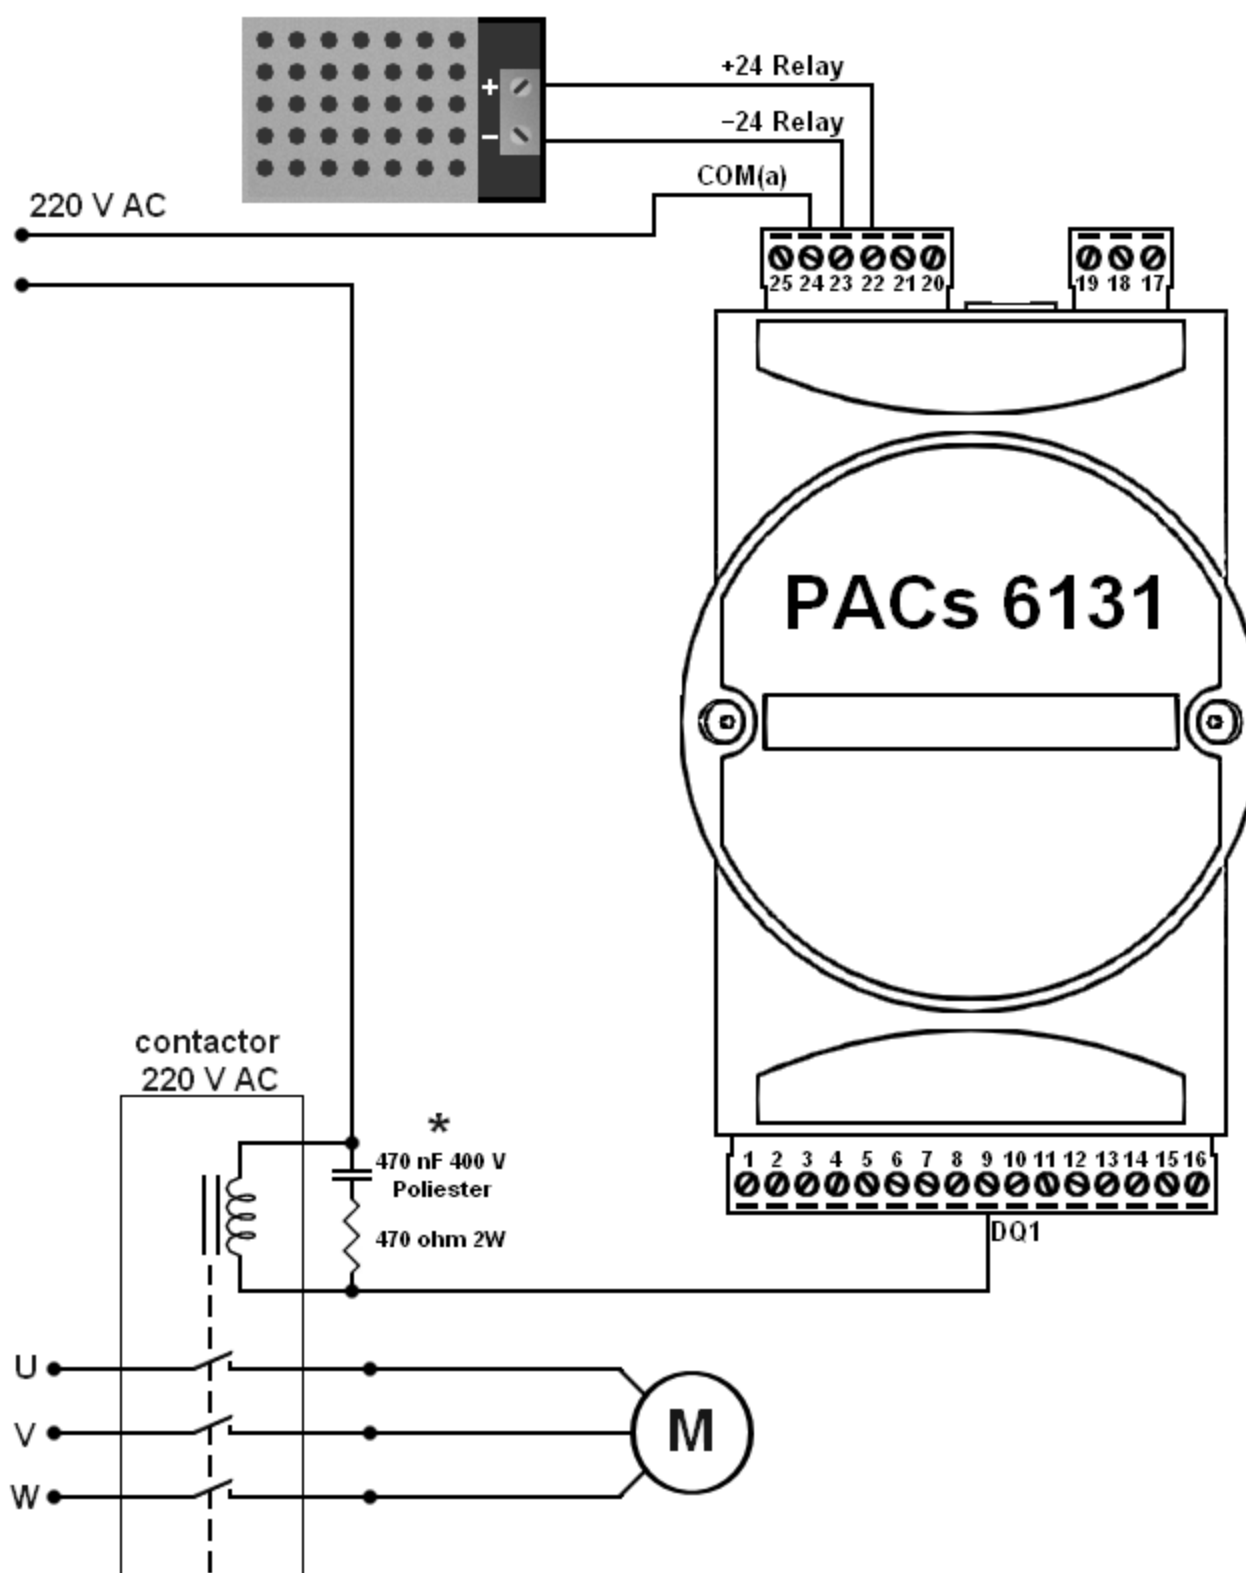 +24 Relay
+
−24 Relay
−
COM(a)
220 V AC
25 24 23 22 21 20
19 18 17
PACs 6131
contactor
220 V AC
*
470 nF 400 V
Poliester
470 ohm 2W
1 2 3 4 5 6 7 8 9 10 11 12 13 14 15 16
DQ1
U
V
W
M